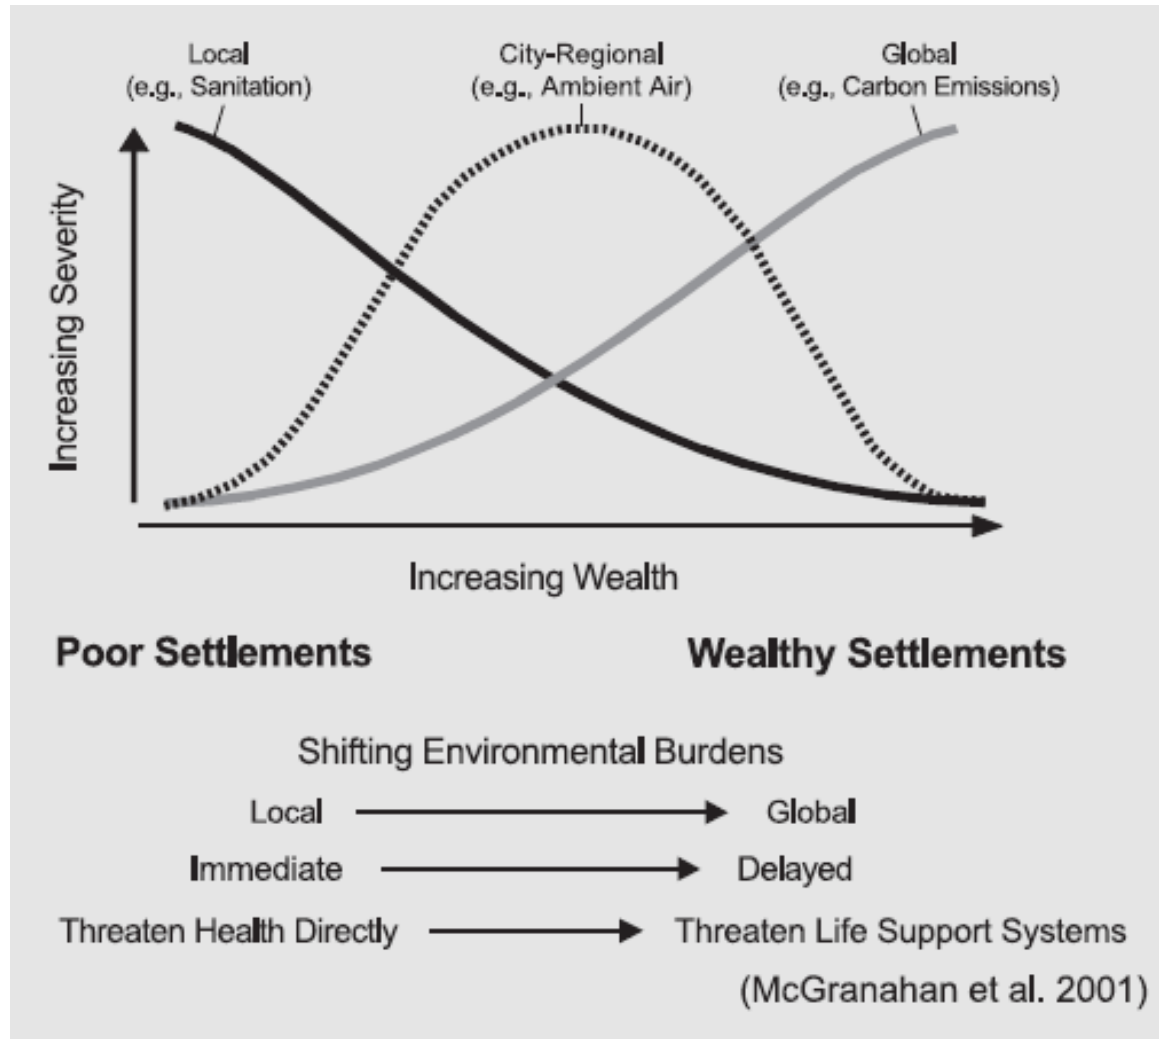 Local
(e.g., Sanitation)
City-Regional
(e.g., Ambient Air)
Global
(e.g., Carbon Emissions)
Increasing Severity
Increasing Wealth
Poor Settlements
Wealthy Settlements
Shifting Environmental Burdens
Local Global
Immediate Delayed
Threaten Health Directly Threaten Life Support Systems
(McGranahan et al. 2001)